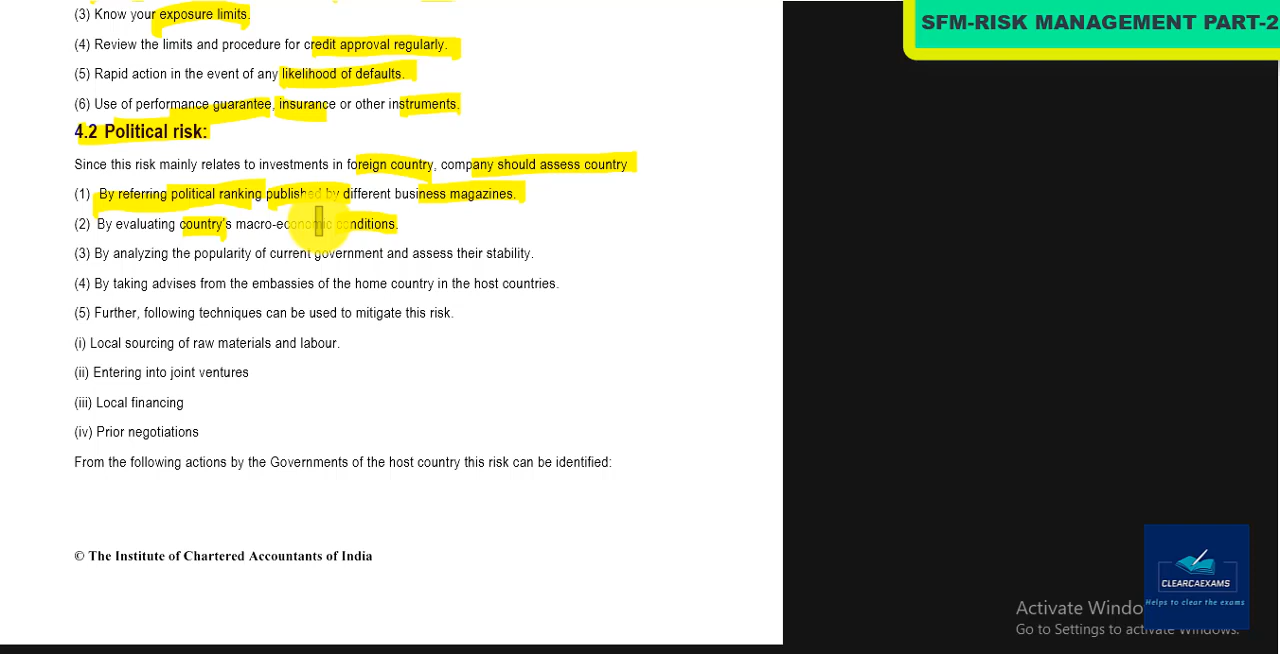 (3) Know your exposure limits.
SFM-RISK MANAGEMENT PART-2
(4) Review the limits and procedure for credit approval regularly.
(5) Rapid action in the event of any likelihood of defaults.
(6) Use of performance guarantee, insurance or other instruments.
4.2 Political risk:
Since this risk mainly relates to investments in foreign country, company should assess country
(1) By referring political ranking published by different business magazines.
(2) By evaluating country's macro-economic conditions.
(3) By analyzing the popularity of current government and assess their stability.
(4) By taking advises from the embassies of the home country in the host countries.
(5) Further, following techniques can be used to mitigate this risk.
(i) Local sourcing of raw materials and labour.
(ii) Entering into joint ventures
(iii) Local financing
(iv) Prior negotiations
From the following actions by the Governments of the host country this risk can be identified:
© The Institute of Chartered Accountants of India
CLEARCAEXAMS
Helps to clear the exams
Activate Windo
Go to Settings to activate Windows.